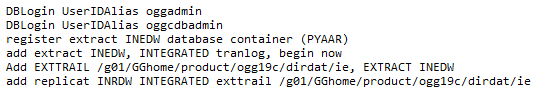 DBLogin UserIDAlias oggadmin
DBLogin UserIDAlias oggcdbadmin
register extract INEDW database container (PYAAR)
add extract INEDW, INTEGRATED tranlog, begin now
Add EXTTRAIL /g01/GGhome/product/ogg19c/dirdat/ie, EXTRACT INEDW
add replicat INRDW INTEGRATED exttrail /g01/GGhome/product/ogg19c/dirdat/ie